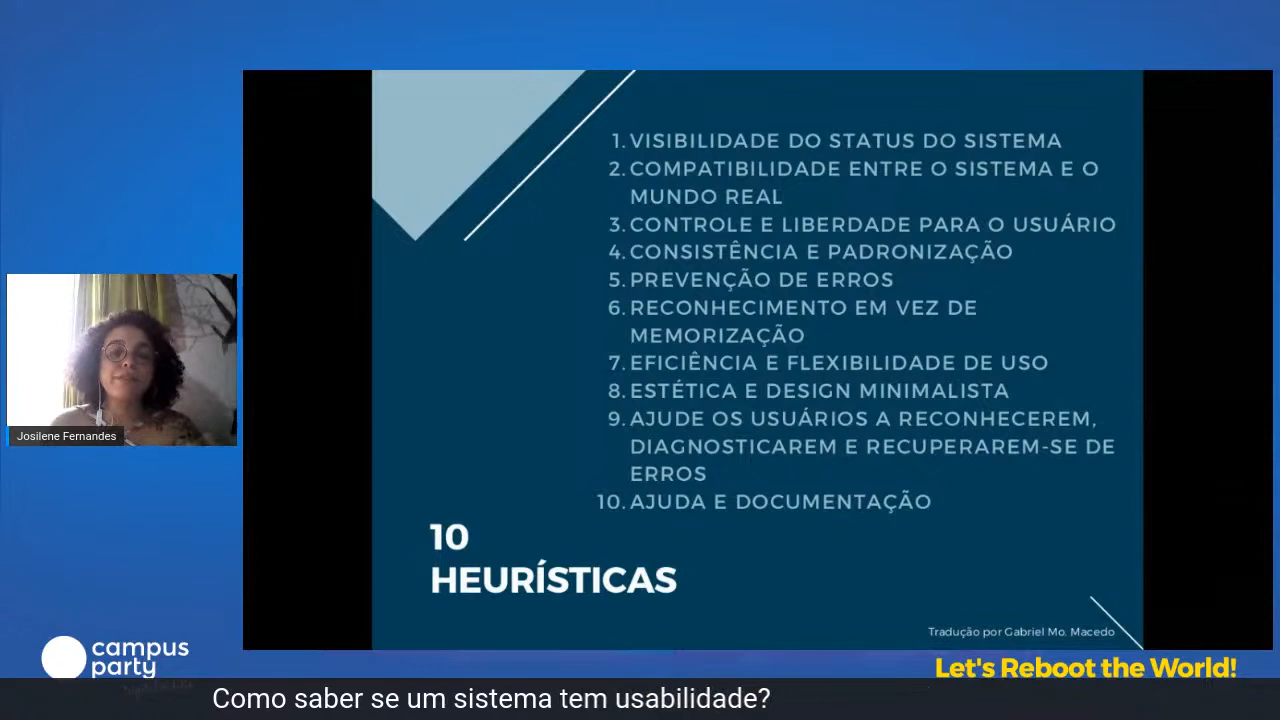 1. VISIBILIDADE DO STATUS DO SISTEMA
2. COMPATIBILIDADE ENTRE O SISTEMA E O
MUNDO REAL
3. CONTROLE E LIBERDADE PARA O USUÁRIO
4. CONSISTÊNCIA E PADRONIZAÇÃO
5. PREVENÇÃO DE ERROS
6. RECONHECIMENTO EM VEZ DE
MEMORIZAÇÃO
7. EFICIÊNCIA E FLEXIBILIDADE DE USO
8. ESTÉTICA E DESIGN MINIMALISTA
9. AJUDE OS USUÁRIOS A RECONHECEREM,
DIAGNOSTICAREM E RECUPERAREM-SE DE
ERROS
10. AJUDA E DOCUMENTAÇÃO
10
HEURÍSTICAS
Tradução por Gabriel Mo. Macedo
Josilene Fernandes
campus
party
Let's Reboot the World!
Como saber se um sistema tem usabilidade?